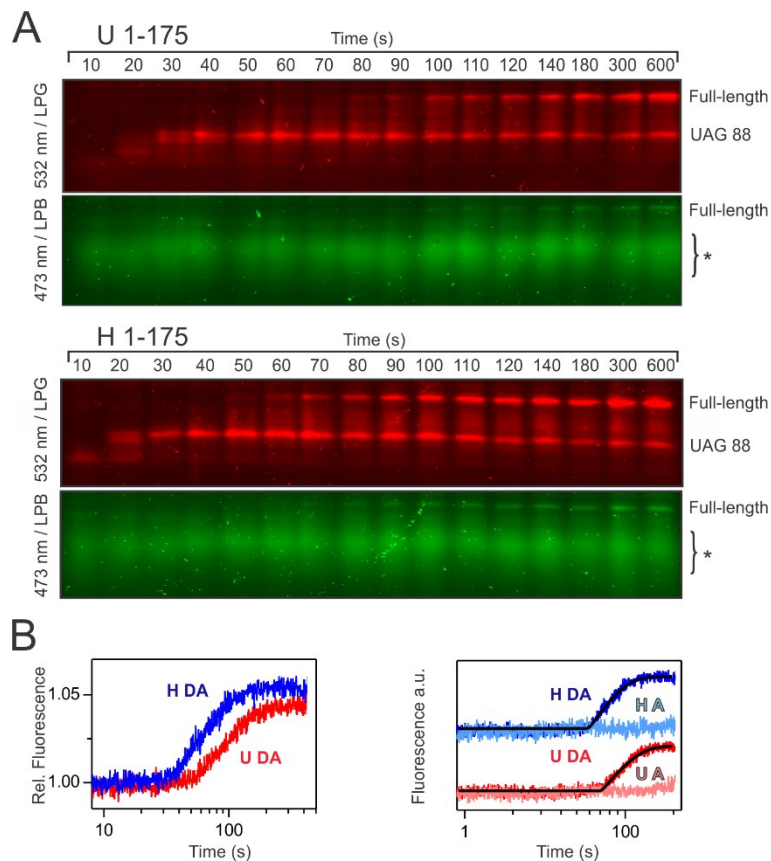 A
U 1-175
Time (s)
10 20 30 40 50 60 70 80 90 100 110 120 140 180 300 600
532 nm / LPG
Full-length
UAG 88
473 nm / LPB
Full-length
*
H 1-175
Time (s)
10 20 30 40 50 60 70 80 90 100 110 120 140 180 300 600
532 nm / LPG
Full-length
UAG 88
473 nm / LPB
Full-length
*
B
Rel. Fluorescence
1.05
1.00
H DA
U DA
10 100
Time (s)
Fluorescence a.u.
H DA
H A
U DA
U A
1 100
Time (s)